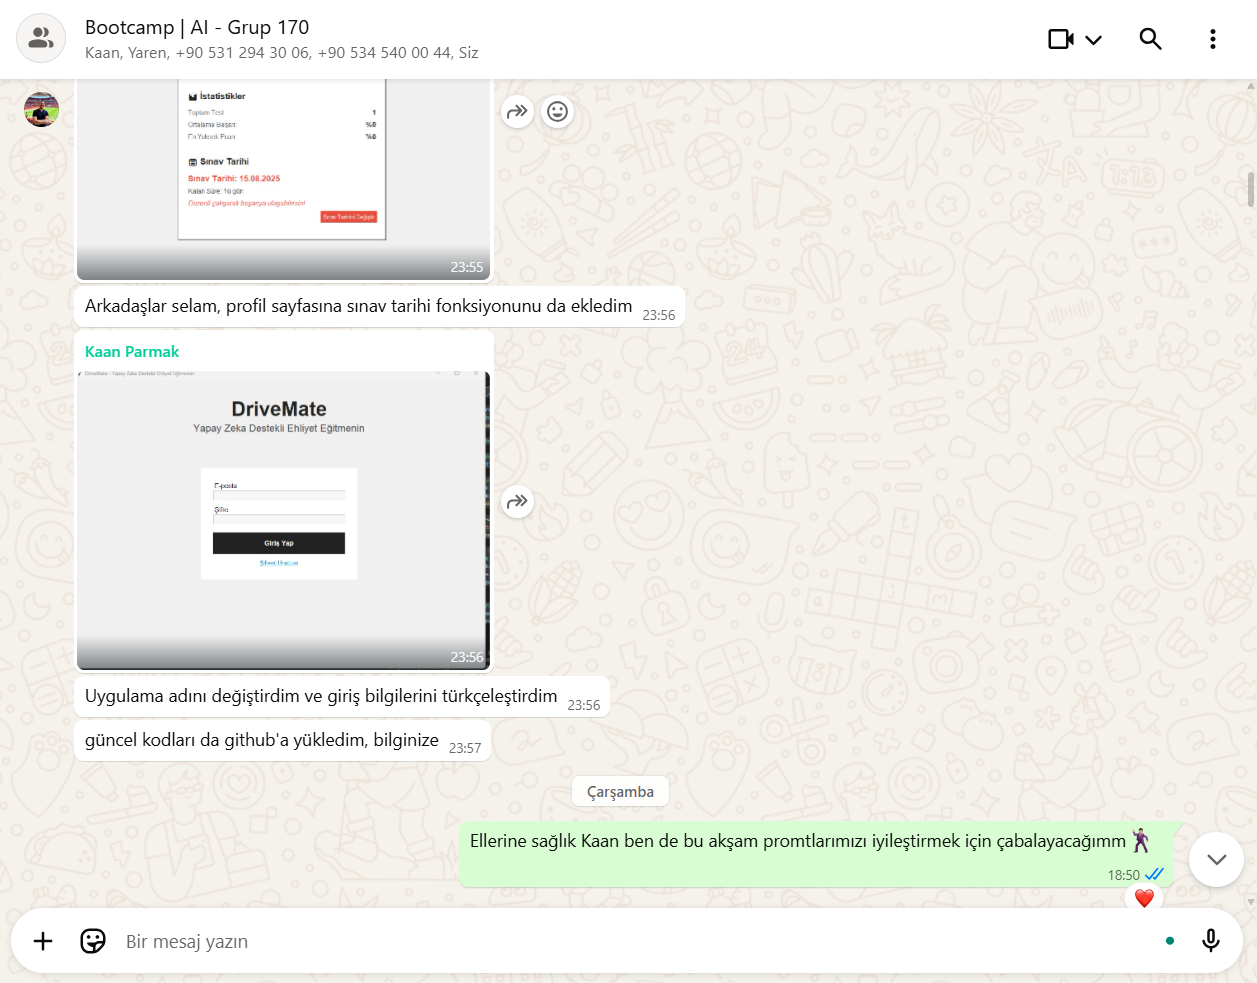 Bootcamp | AI - Grup 170
Kaan, Yaren, +90 531 294 30 06, +90 534 540 00 44, Siz
İstatistikler
Toplam Test 1
Ortalama Başarı: %0
En Yüksek Puan %0
Sınav Tarihi
Sınav Tarihi: 15.08.2025
Kalan Süre: 16 gün
Düzenli çalışarak başarıya ulaşabilirsiniz!
Sınav Tarihini Değiştir
23:55
Arkadaşlar selam, profil sayfasına sınav tarihi fonksiyonunu da ekledim 23:56
Kaan Parmak
DriveMate - Yapay Zeka Destekli Ehliyet Eğitmenin
DriveMate
Yapay Zeka Destekli Ehliyet Eğitmenin
E-posta
Şifre
Giriş Yap
Şifremi Unuttum
23:56
Uygulama adını değiştirdim ve giriş bilgilerini türkçeleştirdim 23:56
güncel kodları da github'a yükledim, bilginize 23:57
Çarşamba
Ellerine sağlık Kaan ben de bu akşam promtlarımızı iyileştirmek için çabalayacağımm
18:50
Bir mesaj yazın